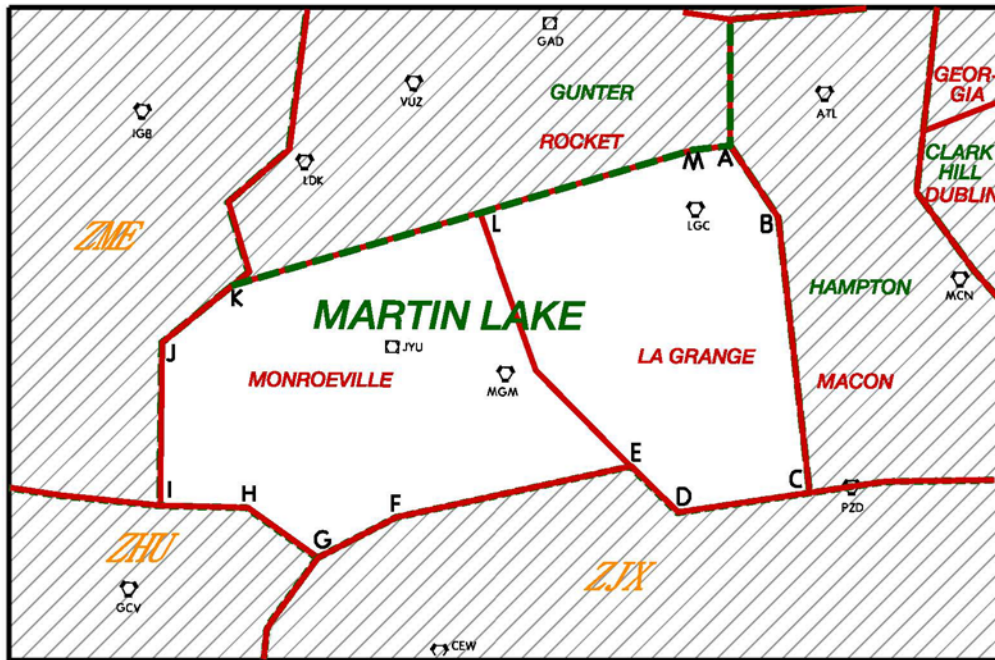 GAD
VUZ
GUNTER
ATL
GEOR-
GIA
IGB
ROCKET
M
A
CLARK
HILL
DUBLIN
LDK
LGC
B
L
ZME
K
HAMPTON
MCN
MARTIN LAKE
J
JYU
LA GRANGE
MGM
MONROEVILLE
MACON
E
I
H
F
D
C
PZD
G
ZHU
ZJX
GCV
CEW